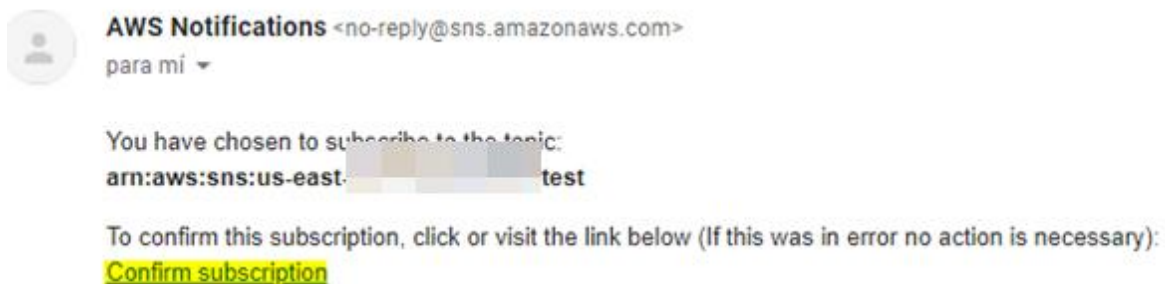 AWS Notifications <no-reply@sns.amazonaws.com>
para mí
You have chosen to subscribe to the topic:
arn:aws:sns:us-east- test
To confirm this subscription, click or visit the link below (If this was in error no action is necessary):
Confirm subscription